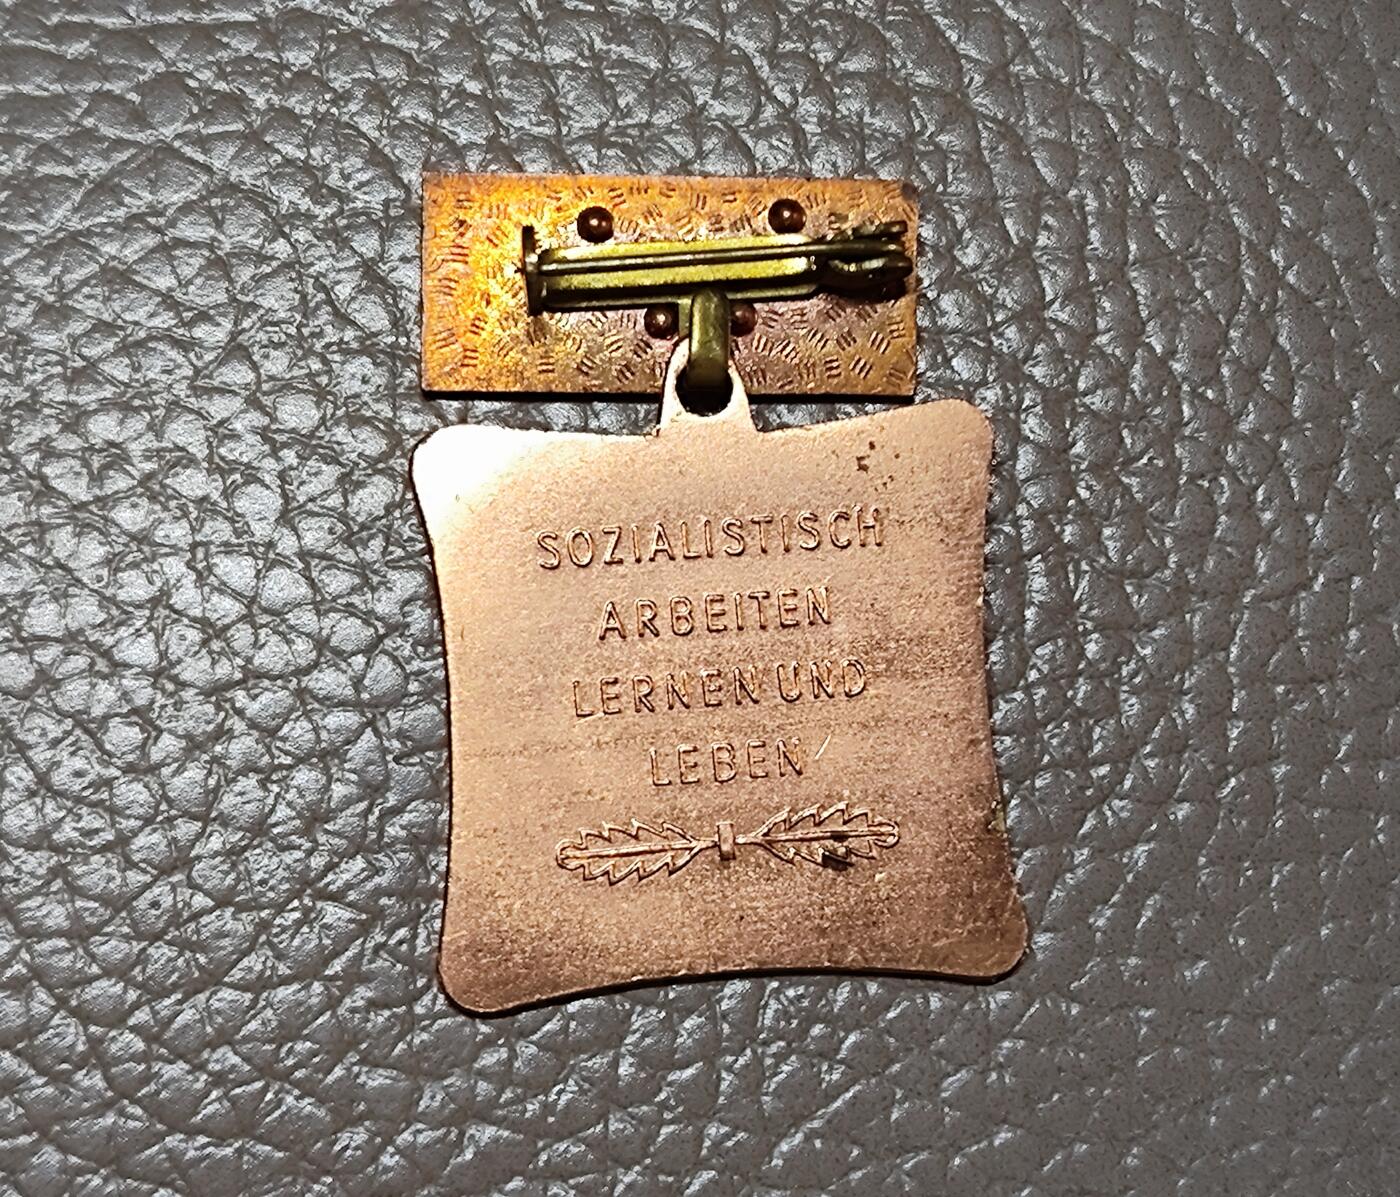 SOZIALISTISCH
ARBEITEN
LERNEN UND
LEBEN